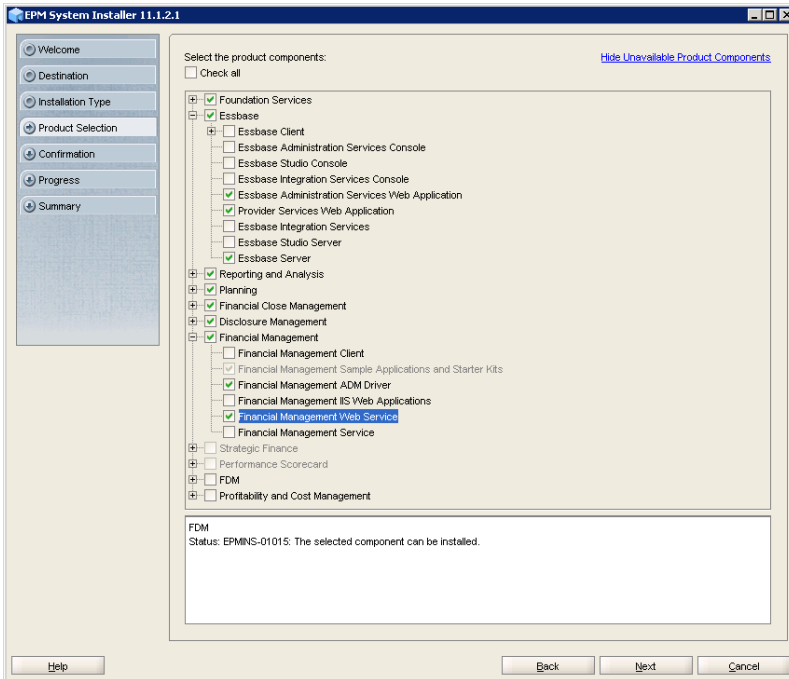 EPM System Installer 11.1.2.1
Welcome
Destination
Installation Type
Product Selection
Confirmation
Progress
Summary
Select the product components:
Hide Unavailable Product Components
Check all
Foundation Services
Essbase
Essbase Client
Essbase Administration Services Console
Essbase Studio Console
Essbase Integration Services Console
Essbase Administration Services Web Application
Provider Services Web Application
Essbase Integration Services
Essbase Studio Server
Essbase Server
Reporting and Analysis
Planning
Financial Close Management
Disclosure Management
Financial Management
Financial Management Client
Financial Management Sample Applications and Starter Kits
Financial Management ADM Driver
Financial Management IIS Web Applications
Financial Management Web Service
Financial Management Service
Strategic Finance
Performance Scorecard
FDM
Profitability and Cost Management
FDM
Status: EPMINS-01015: The selected component can be installed.
Help
Back
Next
Cancel